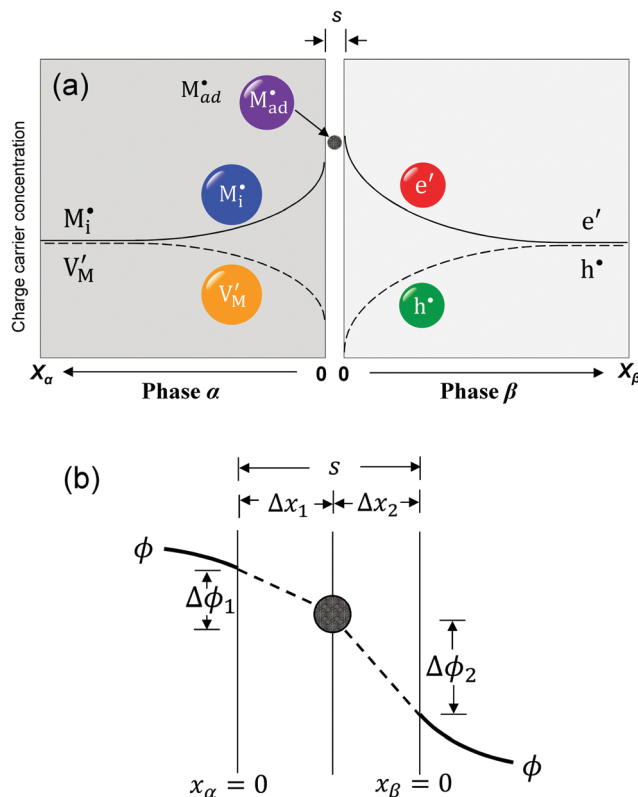 s
(a)
M•ad
M•ad
Charge carrier concentration
M•i
M•i
e′
e′
V′M
V′M
h•
h•
Xα
Phase α
0
0
Phase β
Xβ
(b)
s
Δx1
Δx2
ϕ
Δϕ1
Δϕ2
ϕ
xα = 0
xβ = 0